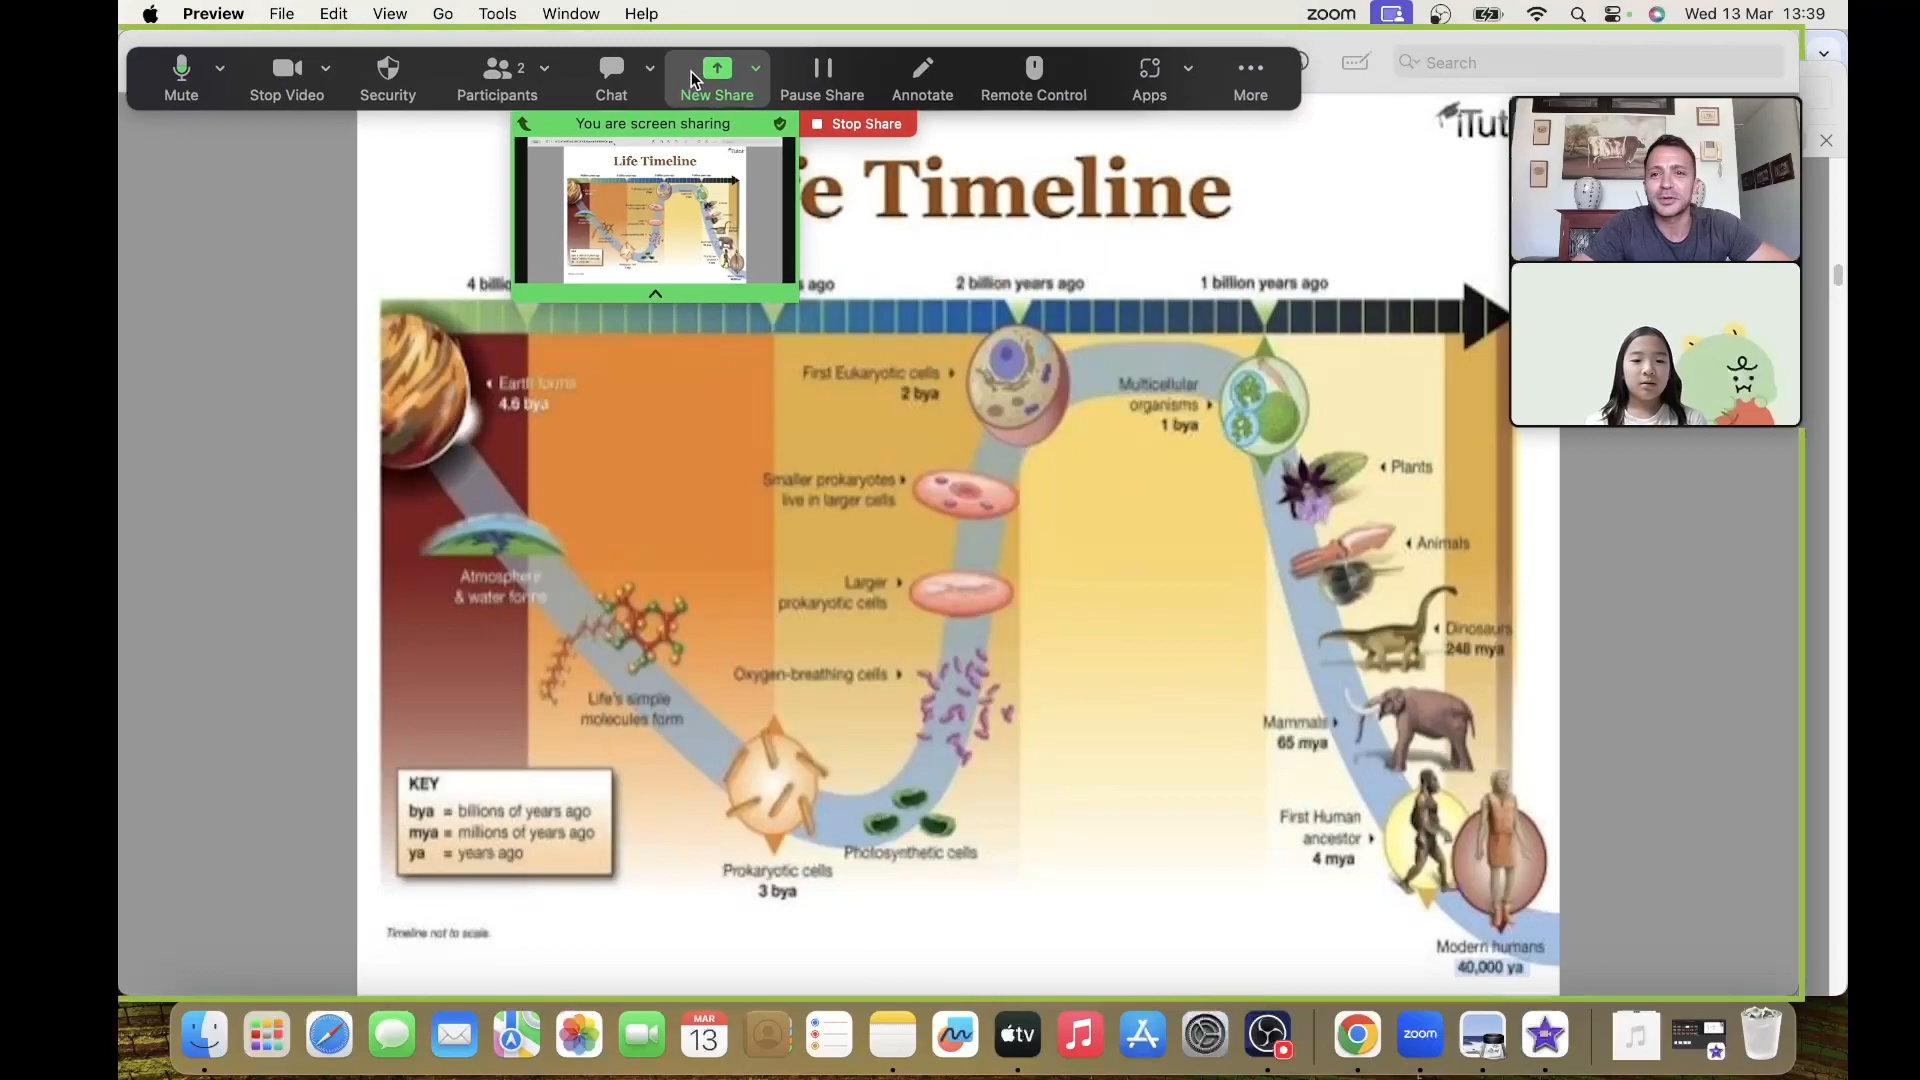 Preview File Edit View Go Tools Window Help
zoom Wed 13 Mar 13:39
Mute
Stop Video
Security
Participants 2
Chat
New Share
Pause Share
Annotate
Remote Control
Apps
More
Search
You are screen sharing
Stop Share
Life Timeline
Timeline
2 billion years ago
1 billion years ago
ago
Earth forms
4.6 bya
First Eukaryotic cells
2 bya
Multicellular
organisms
1 bya
Plants
Smaller prokaryotes
live in larger cells
Animals
Atmosphere
& water forms
Larger
prokaryotic cells
Dinosaurs
248 mya
Oxygen-breathing cells
Life's simple
molecules form
Mammals
65 mya
KEY
bya = billions of years ago
mya = millions of years ago
ya = years ago
First Human
ancestor
4 mya
Photosynthetic cells
Prokaryotic cells
3 bya
Timeline not to scale.
Modern humans
40,000 ya
MAR
13
tv
zoom